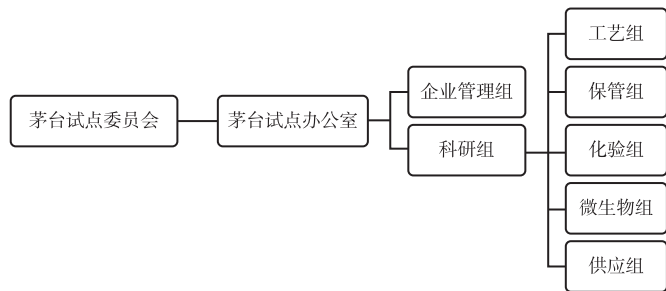 茅台试点委员会
茅台试点办公室
企业管理组
科研组
工艺组
保管组
化验组
微生物组
供应组